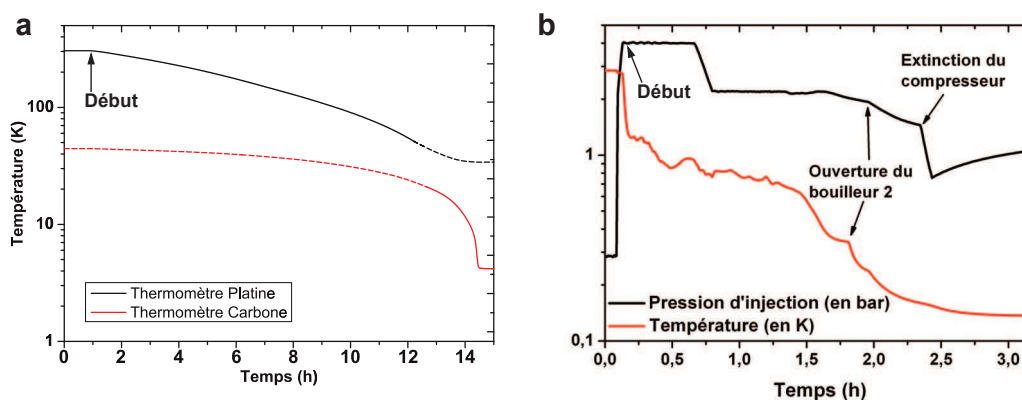 a
Température (K)
100
10
1
Début
Thermomètre Platine
Thermomètre Carbone
0 2 4 6 8 10 12 14
Temps (h)
b
Début
Extinction du
compresseur
1
Ouverture du
bouilleur 2
Pression d'injection (en bar)
Température (en K)
0,1
0,0 0,5 1,0 1,5 2,0 2,5 3,0
Temps (h)